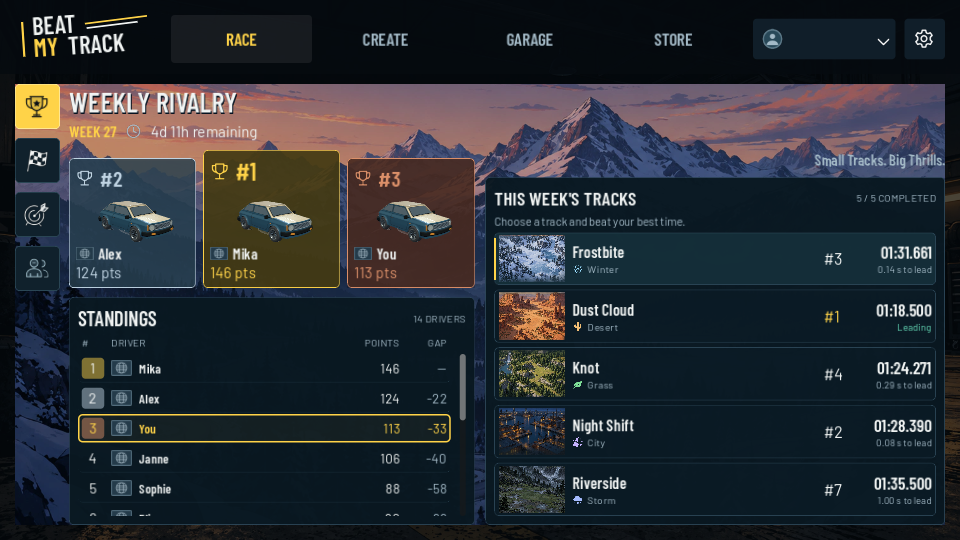 BEAT
MY TRACK
RACE
CREATE
GARAGE
STORE
WEEKLY RIVALRY
WEEK 27 4d 11h remaining
Small Tracks. Big Thrills.
#2
Alex
124 pts
#1
Mika
146 pts
#3
You
113 pts
STANDINGS 14 DRIVERS
# DRIVER POINTS GAP
1 Mika 146 —
2 Alex 124 -22
3 You 113 -33
4 Janne 106 -40
5 Sophie 88 -58
THIS WEEK'S TRACKS 5 / 5 COMPLETED
Choose a track and beat your best time.
Frostbite #3 01:31.661
Winter 0.14 s to lead
Dust Cloud #1 01:18.500
Desert Leading
Knot #4 01:24.271
Grass 0.29 s to lead
Night Shift #2 01:28.390
City 0.08 s to lead
Riverside #7 01:35.500
Storm 1.00 s to lead